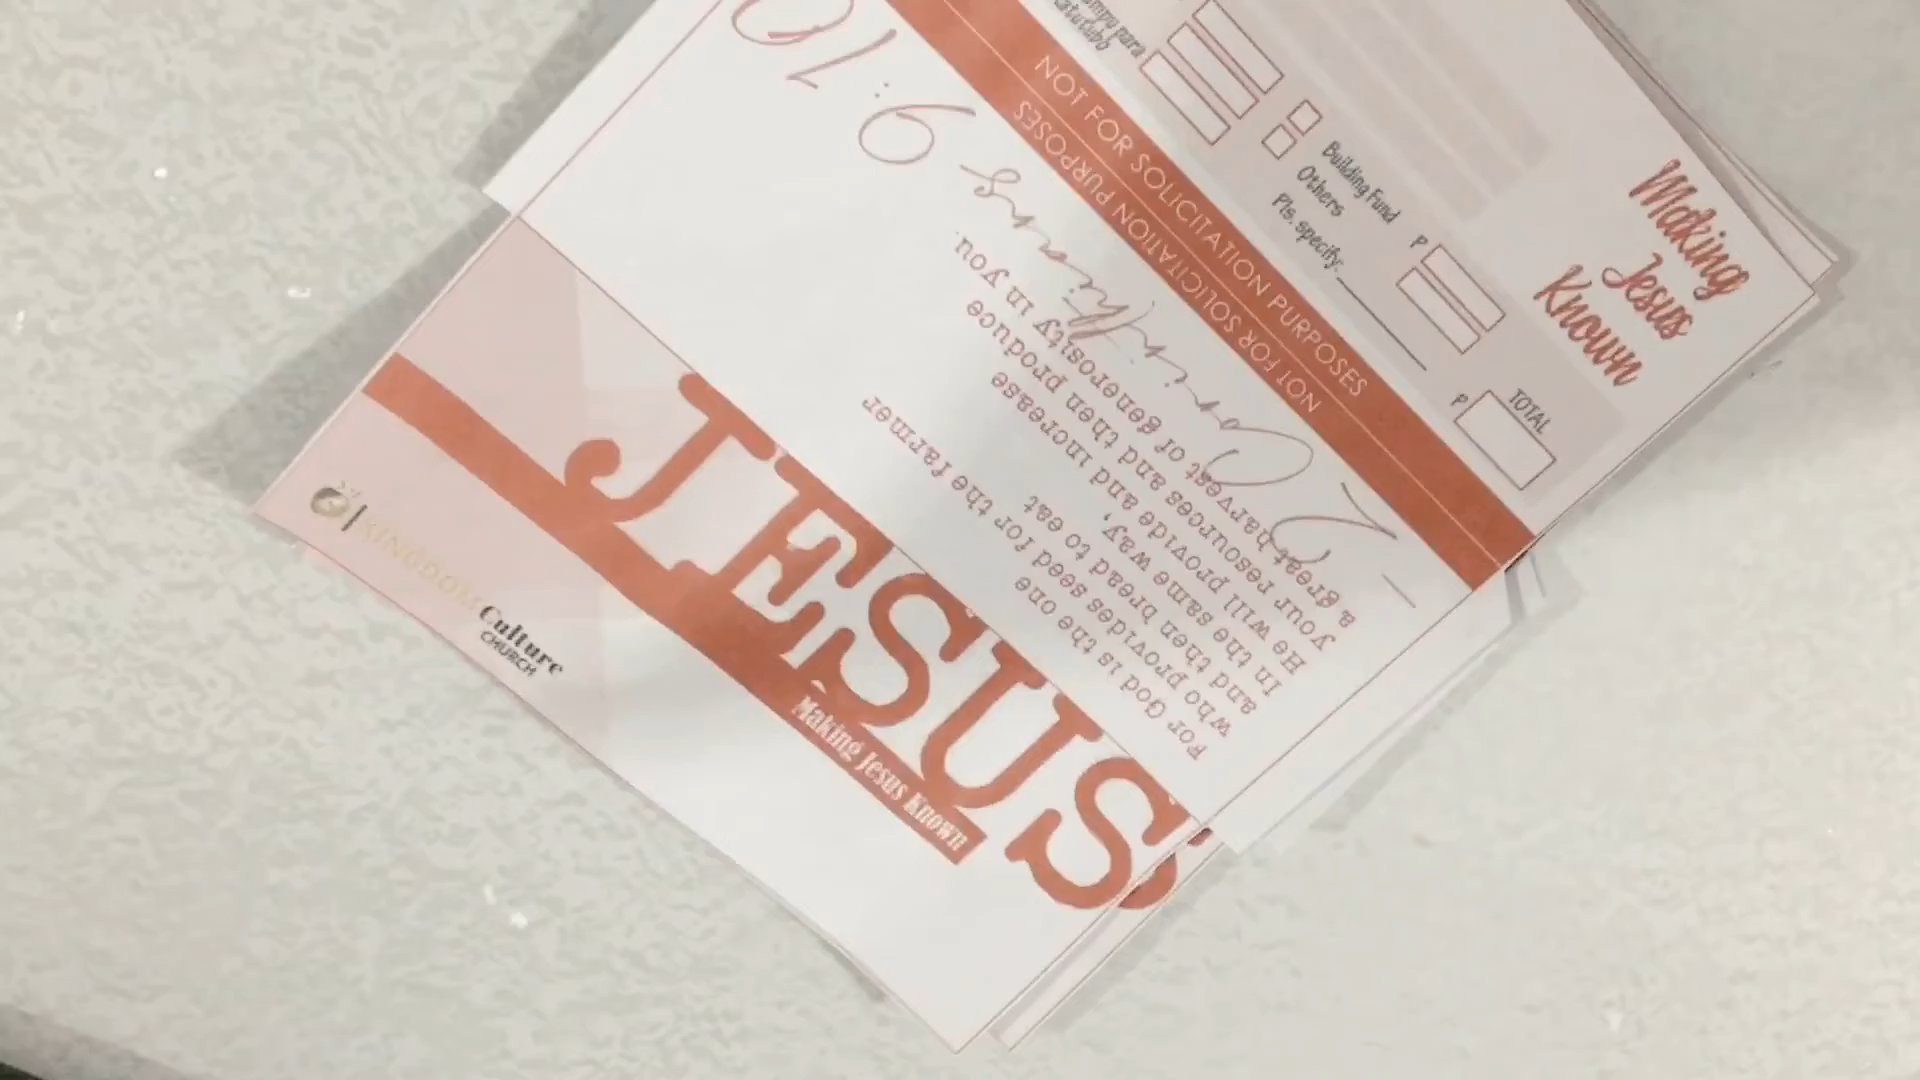 Making
Jesus
Known
Building Fund
Others
Pls. specify:
P
TOTAL
P
para
NOT FOR SOLICITATION PURPOSES
NOT FOR SOLICITATION PURPOSES
2 Corinthians 9:10
For God is the one
who provides seed for the farmer
and then bread to eat
In the same way,
He will provide and increase
your resources and then produce
a great harvest of generosity in you
JESUS
Making Jesus Known
KINGDOM
Culture
CHURCH